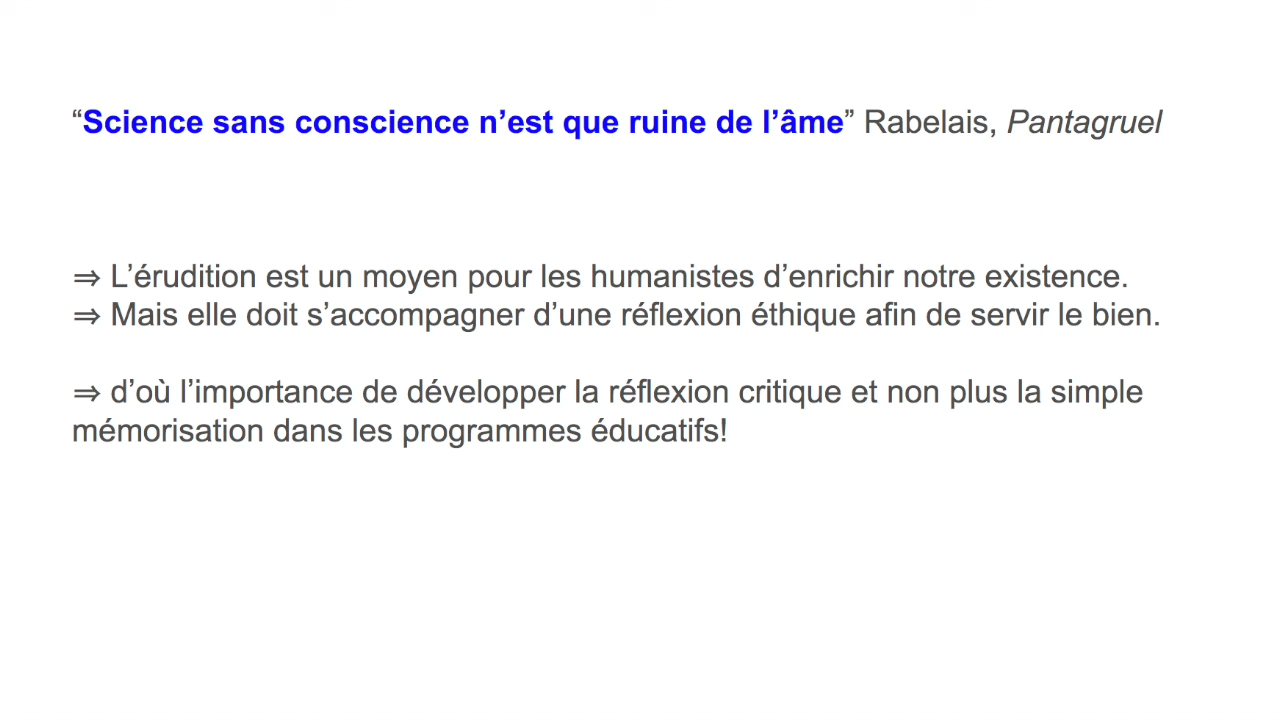 “Science sans conscience n’est que ruine de l’âme” Rabelais, Pantagruel
⇒ L’érudition est un moyen pour les humanistes d’enrichir notre existence.
⇒ Mais elle doit s’accompagner d’une réflexion éthique afin de servir le bien.
⇒ d’où l’importance de développer la réflexion critique et non plus la simple
mémorisation dans les programmes éducatifs!